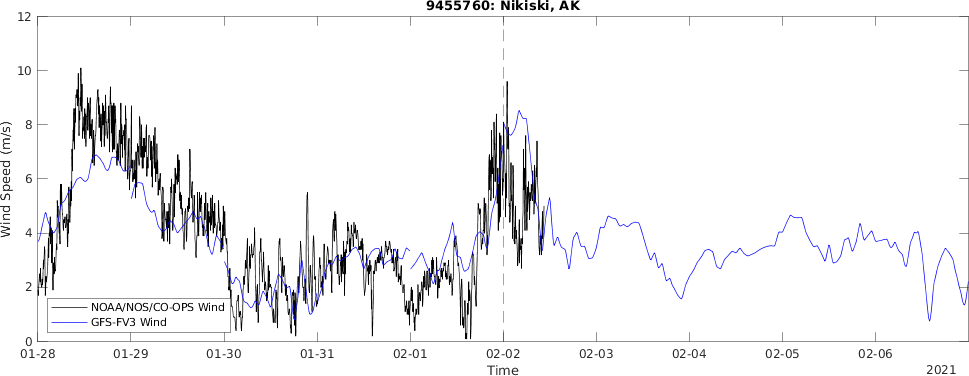 9455760: Nikiski, AK
12
10
8
6
4
2
0
Wind Speed (m/s)
NOAA/NOS/CO-OPS Wind
GFS-FV3 Wind
01-28 01-29 01-30 01-31 02-01 02-02 02-03 02-04 02-05 02-06
Time
2021